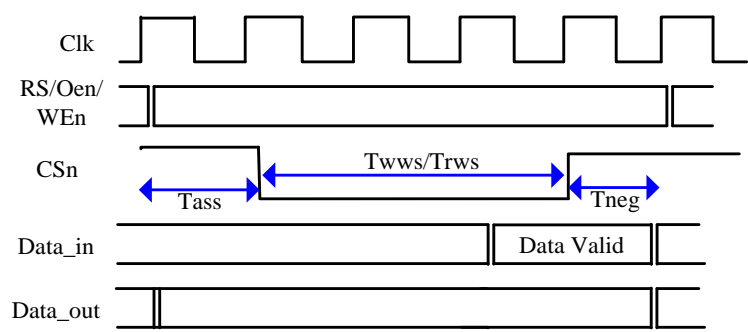 Clk
RS/Oen/
WEn
CSn
Twws/Trws
Tass
Tneg
Data_in
Data Valid
Data_out